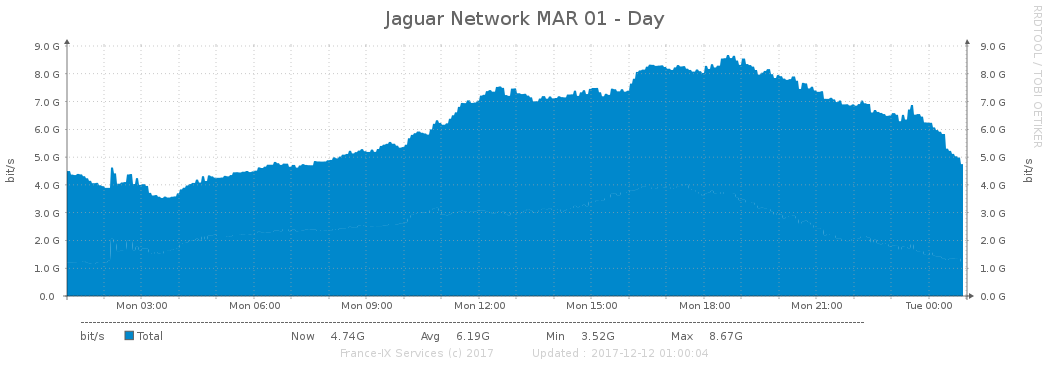 Jaguar Network MAR 01 - Day
RRDTOOL / TOBI OETIKER
bit/s
9.0 G
8.0 G
7.0 G
6.0 G
5.0 G
4.0 G
3.0 G
2.0 G
1.0 G
0.0
9.0 G
8.0 G
7.0 G
6.0 G
5.0 G
4.0 G
3.0 G
2.0 G
1.0 G
0.0 G
bit/s
Mon 03:00 Mon 06:00 Mon 09:00 Mon 12:00 Mon 15:00 Mon 18:00 Mon 21:00 Tue 00:00
bit/s Total Now 4.74G Avg 6.19G Min 3.52G Max 8.67G
France-IX Services (c) 2017 Updated : 2017-12-12 01:00:04